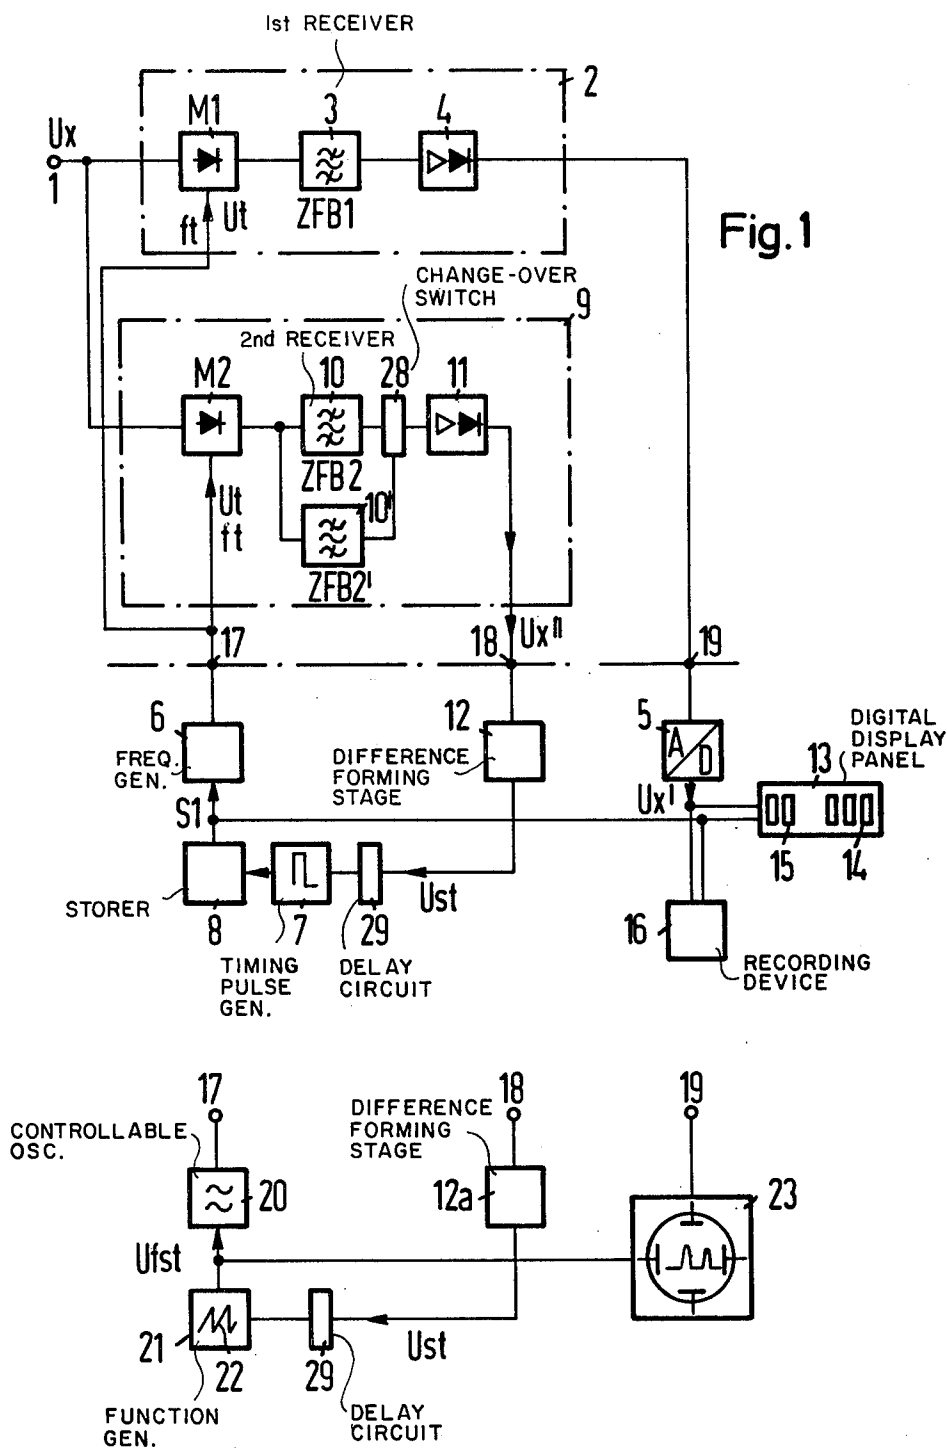 1st RECEIVER
2
M1
3
4
Ux
1
ft
Ut
ZFB1
Fig.1
CHANGE-OVER
SWITCH
9
2nd RECEIVER
M2
10
28
11
ZFB2
Ut
ft
10'
ZFB2'
17
18
Ux"
19
6
12
5
A
D
DIGITAL
DISPLAY
PANEL
FREQ.
GEN.
DIFFERENCE
FORMING
STAGE
13
S1
Ux'
15
14
Ust
STORER
8
7
29
16
TIMING
PULSE
GEN.
DELAY
CIRCUIT
RECORDING
DEVICE
17
18
19
CONTROLLABLE
OSC.
DIFFERENCE
FORMING
STAGE
20
12a
23
Ufst
21
22
29
Ust
FUNCTION
GEN.
DELAY
CIRCUIT